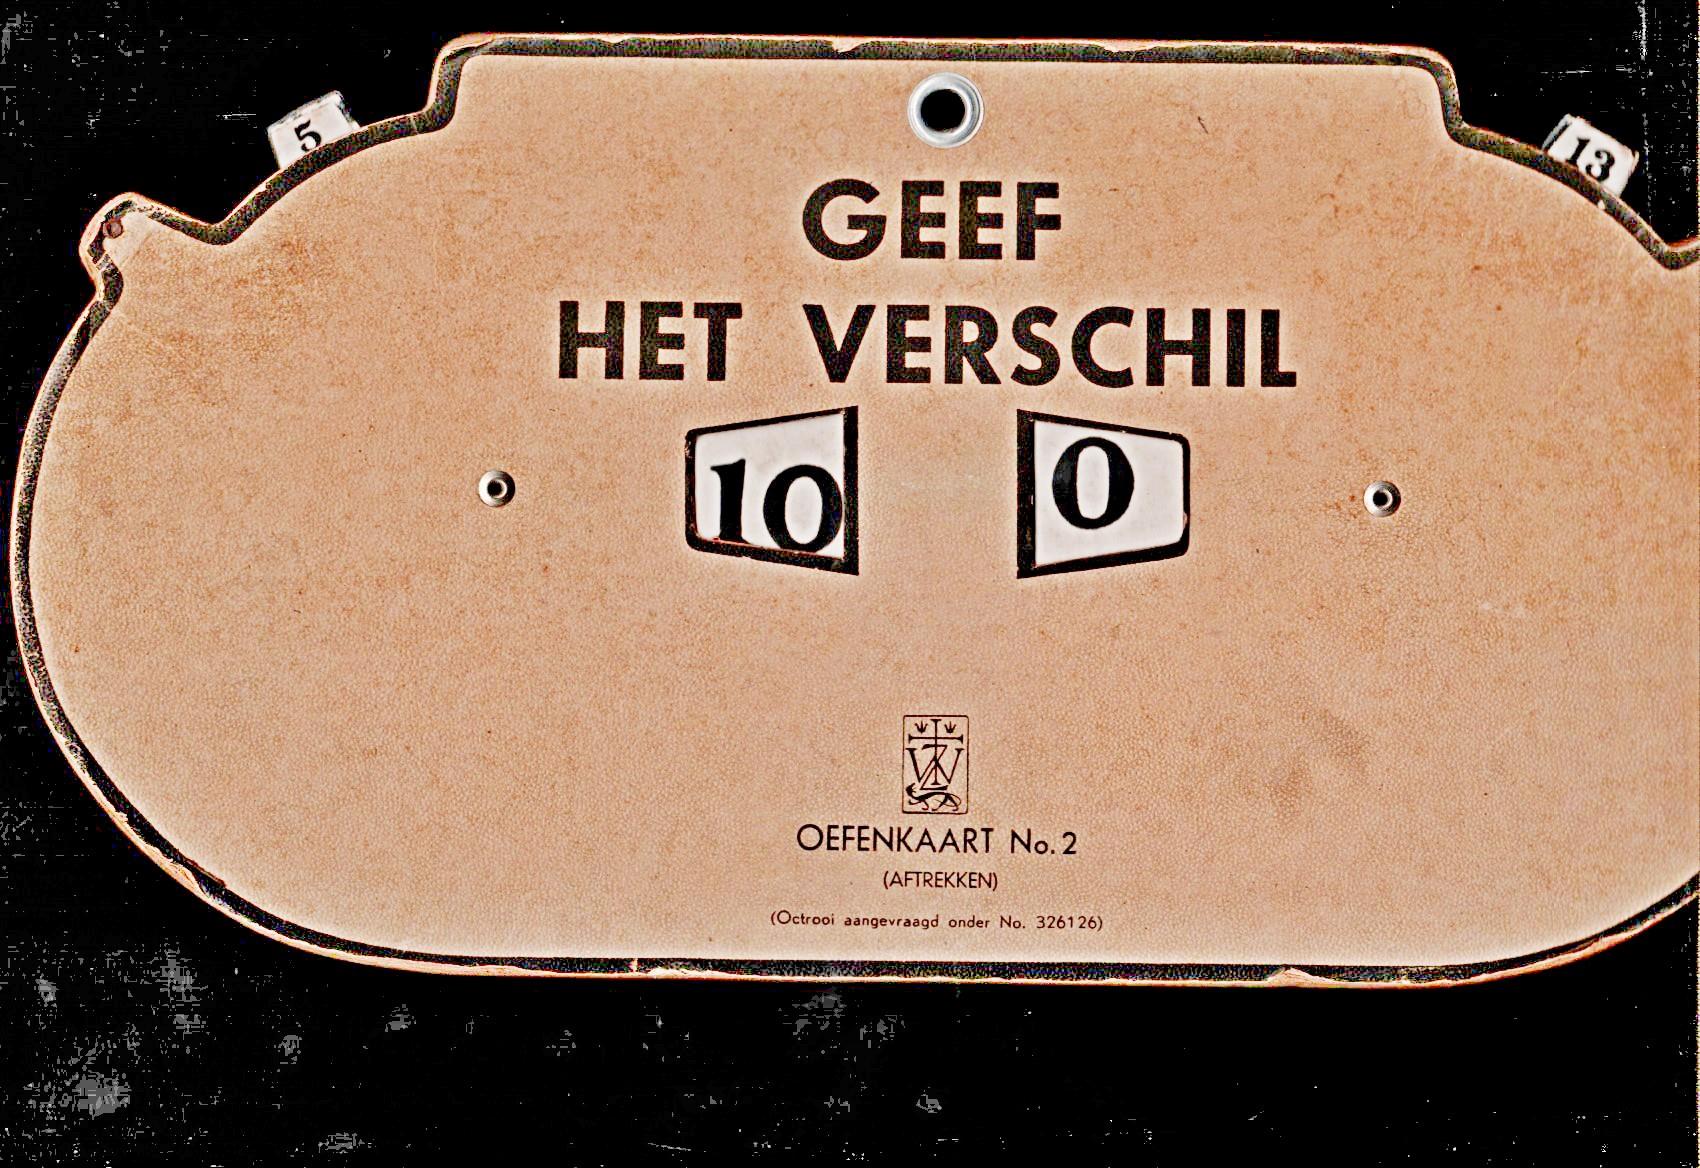 5
13
GEEF
HET VERSCHIL
10 0
OEFENKAART No. 2
(AFTREKKEN)
(Octrooi aangevraagd onder No. 326126)